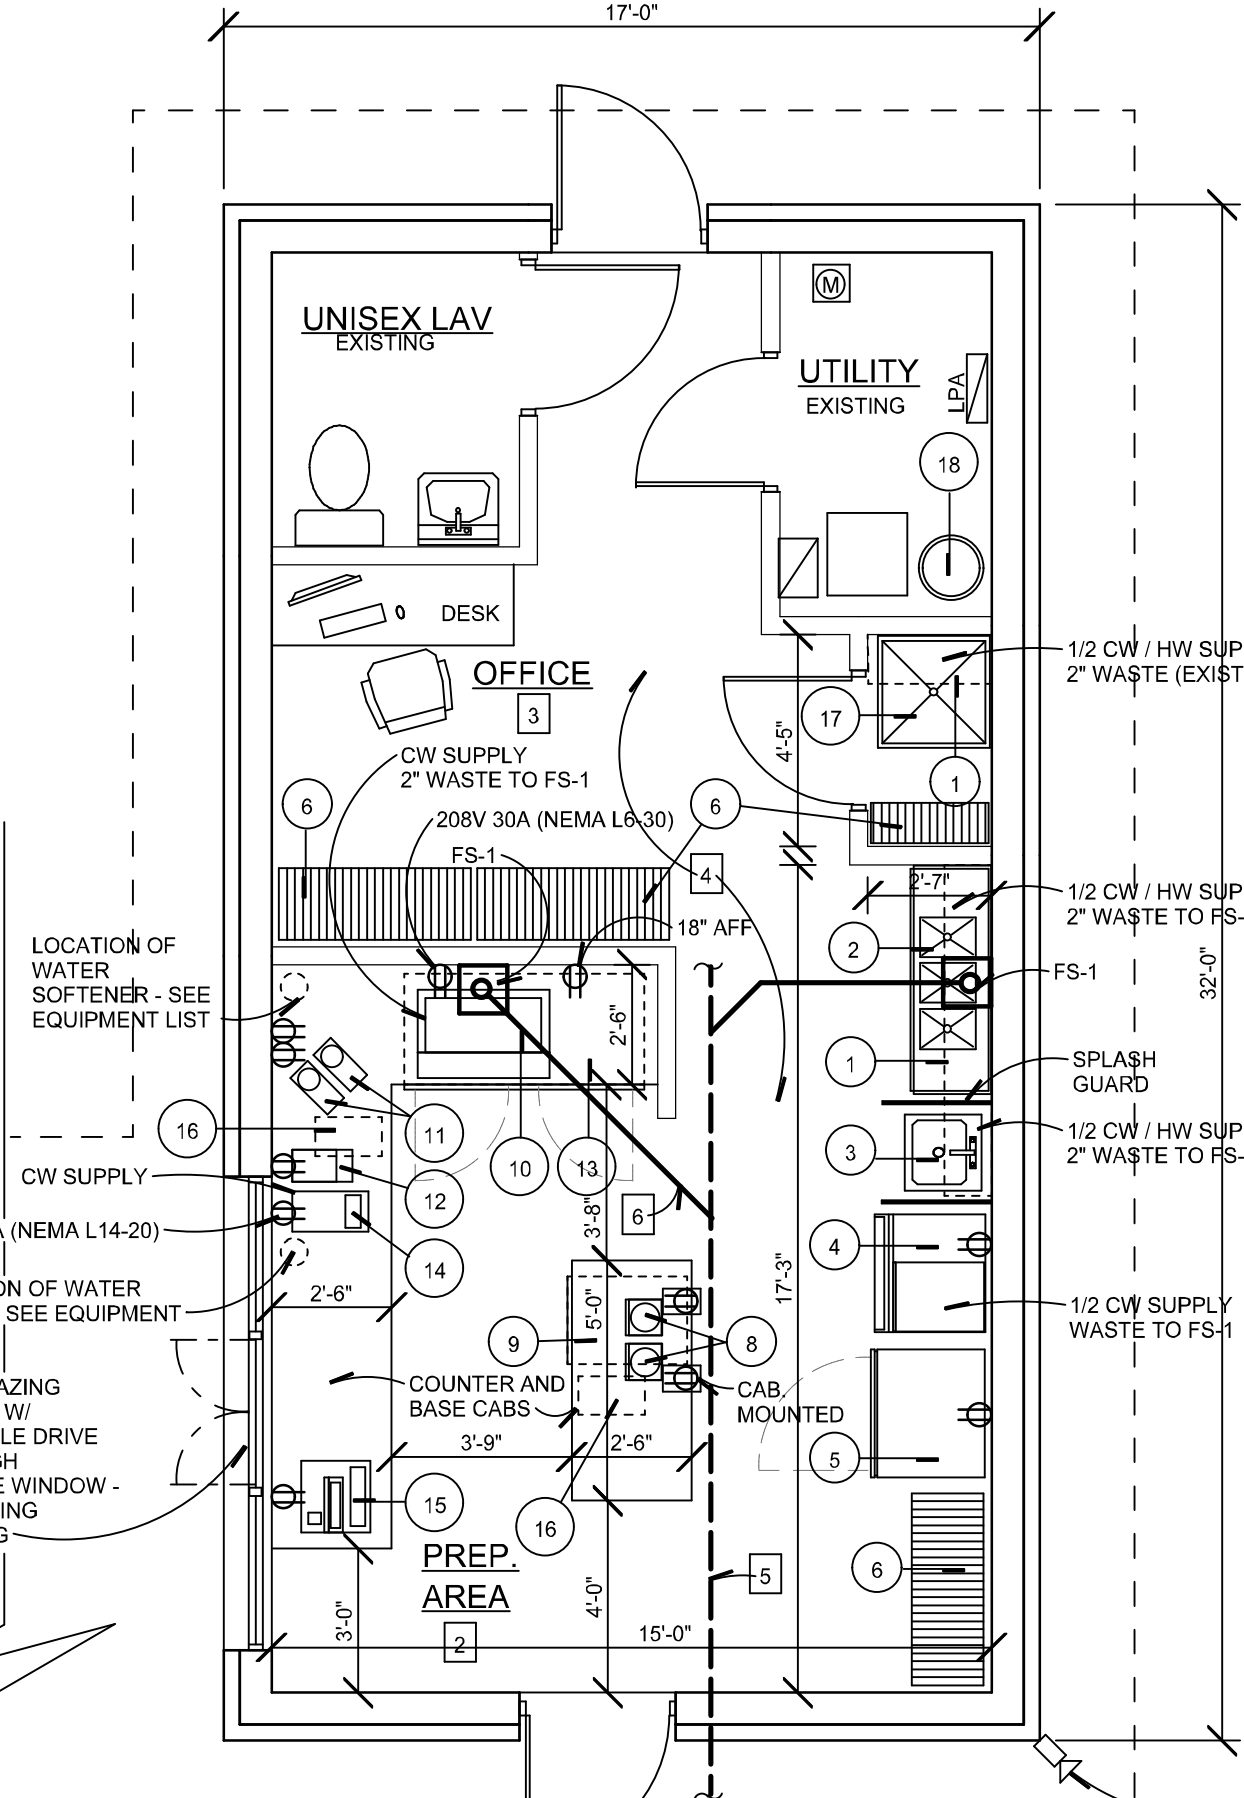 17'-0"
UNISEX LAV
EXISTING
M
UTILITY
EXISTING
LPA
18
DESK
OFFICE
3
1/2 CW / HW SUP
2" WASTE (EXIST
17
1
4'-5"
CW SUPPLY
2" WASTE TO FS-1
6
6
208V 30A (NEMA L6-30)
FS-1
4
2'-7"
1/2 CW / HW SUP
2" WASTE TO FS-
18" AFF
2
LOCATION OF
WATER
SOFTENER - SEE
EQUIPMENT LIST
FS-1
32'-0"
2'-6"
1
SPLASH
GUARD
16
11
10
13
3
1/2 CW / HW SUP
2" WASTE TO FS-
CW SUPPLY
12
3'-8"
6
A (NEMA L14-20)
14
4
ON OF WATER
SEE EQUIPMENT
2'-6"
17'-3"
5'-0"
9
8
1/2 CW SUPPLY
WASTE TO FS-1
AZING
W/
LE DRIVE
GH
E WINDOW -
ING
G
COUNTER AND
BASE CABS
CAB.
MOUNTED
3'-9"
2'-6"
5
15
16
PREP.
AREA
2
5
6
4'-0"
3'-0"
15'-0"